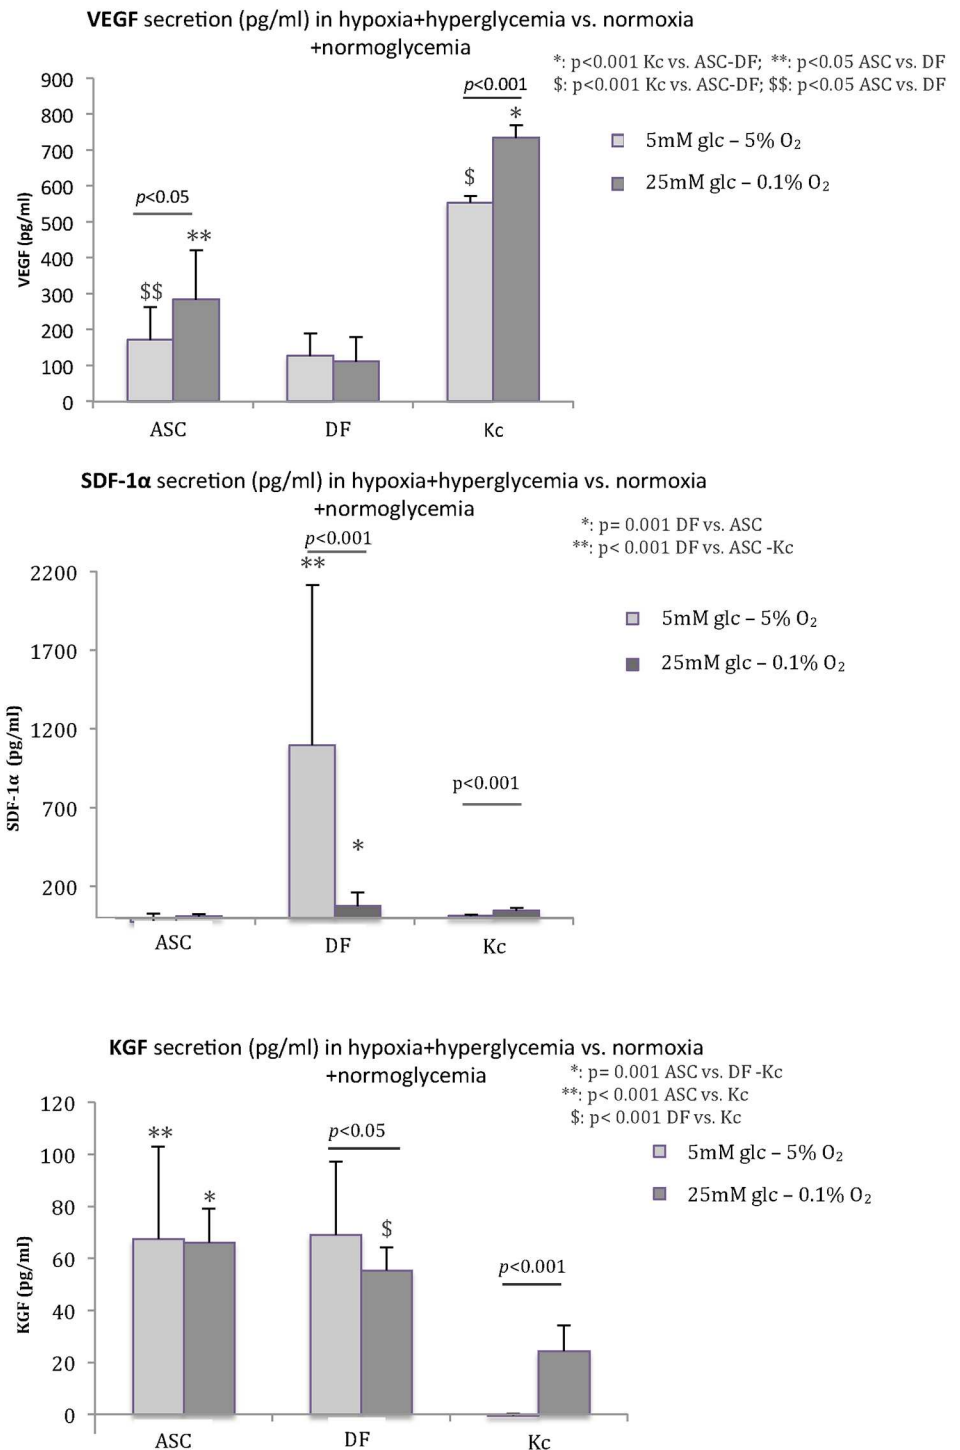 VEGF secretion (pg/ml) in hypoxia+hyperglycemia vs. normoxia
+normoglycemia
*: p<0.001 Kc vs. ASC-DF; **: p<0.05 ASC vs. DF
$: p<0.001 Kc vs. ASC-DF; $$: p<0.05 ASC vs. DF
5mM glc – 5% O₂
25mM glc – 0.1% O₂
VEGF (pg/ml)
900
800
700
600
500
400
300
200
100
0
p<0.05
$$
**
p<0.001
$
*
ASC
DF
Kc
SDF-1α secretion (pg/ml) in hypoxia+hyperglycemia vs. normoxia
+normoglycemia
*: p= 0.001 DF vs. ASC
**: p< 0.001 DF vs. ASC -Kc
5mM glc – 5% O₂
25mM glc – 0.1% O₂
SDF-1α (pg/ml)
2200
1700
1200
700
200
p<0.001
**
*
p<0.001
ASC
DF
Kc
KGF secretion (pg/ml) in hypoxia+hyperglycemia vs. normoxia
+normoglycemia
*: p= 0.001 ASC vs. DF -Kc
**: p< 0.001 ASC vs. Kc
$: p< 0.001 DF vs. Kc
5mM glc – 5% O₂
25mM glc – 0.1% O₂
KGF (pg/ml)
120
100
80
60
40
20
0
**
*
p<0.05
$
p<0.001
ASC
DF
Kc